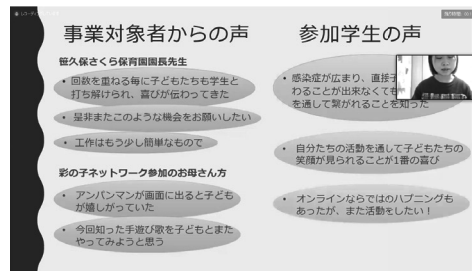 事業対象者からの声
笹久保さくら保育園園長先生
• 回数を重ねる毎に子どもたちも学生と
打ち解けられ、喜びが伝わってきた
• 是非またこのような機会をお願いしたい
• 工作はもう少し簡単なもので
彩の子ネットワーク参加のお母さん方
• アンパンマンが画面に出ると子ども
が嬉しがっていた
• 今回知った手遊び歌を子どもとまた
やってみようと思う
参加学生の声
• 感染症が広まり、直接子
わることが出来なくても
を通して繋がれることを知った
• 自分たちの活動を通して子どもたちの
笑顔が見られることが1番の喜び
• オンラインならではのハプニングも
あったが、また活動をしたい！